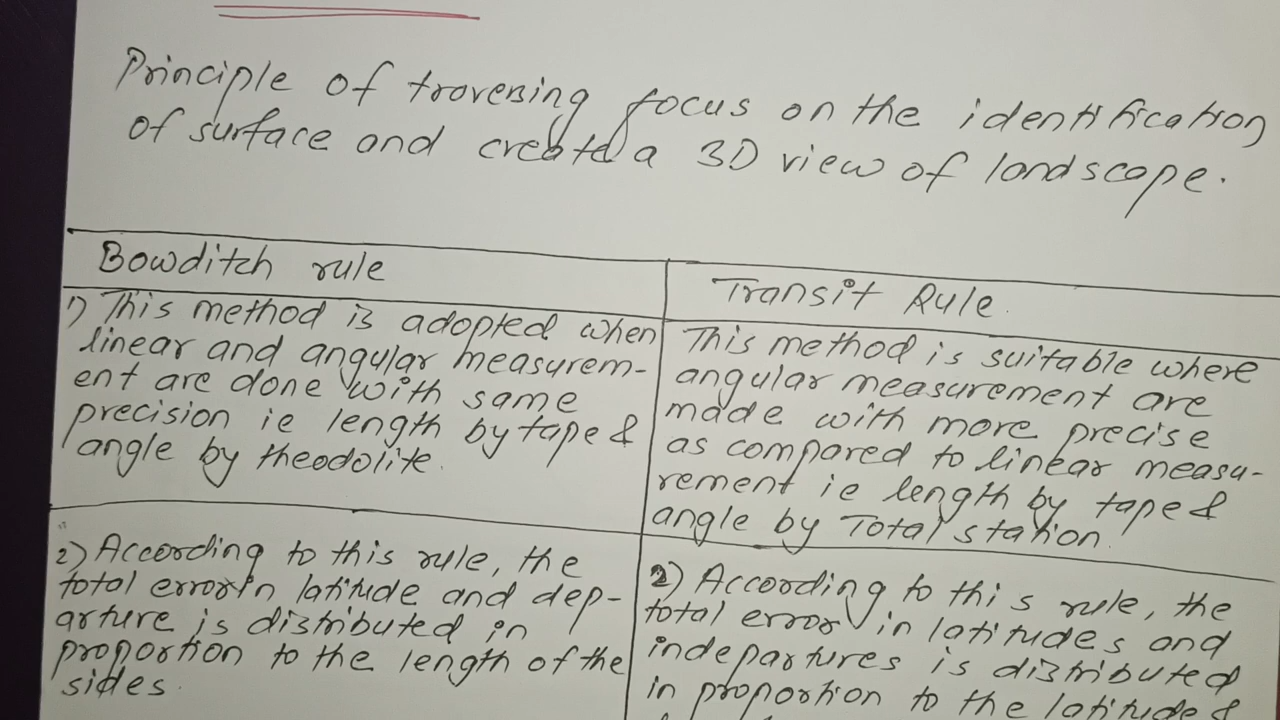 Principle of troversing focus on the identification
of surface and create a 3D view of landscape.
Bowditch rule
1) This method is adopted when
linear and angular measurem-
ent are done with same
precision ie length by tape &
angle by theodolite.
2) According to this rule, the
total error in latitude and dep-
arture is distributed in
proportion to the length of the
sides.
Transit Rule.
This method is suitable where
angular measurement are
made with more precise
as compared to linear measu-
rement ie length by tape &
angle by Total station.
2) According to this rule, the
total error in latitudes and
indepartures is distributed
in proportion to the latitude &